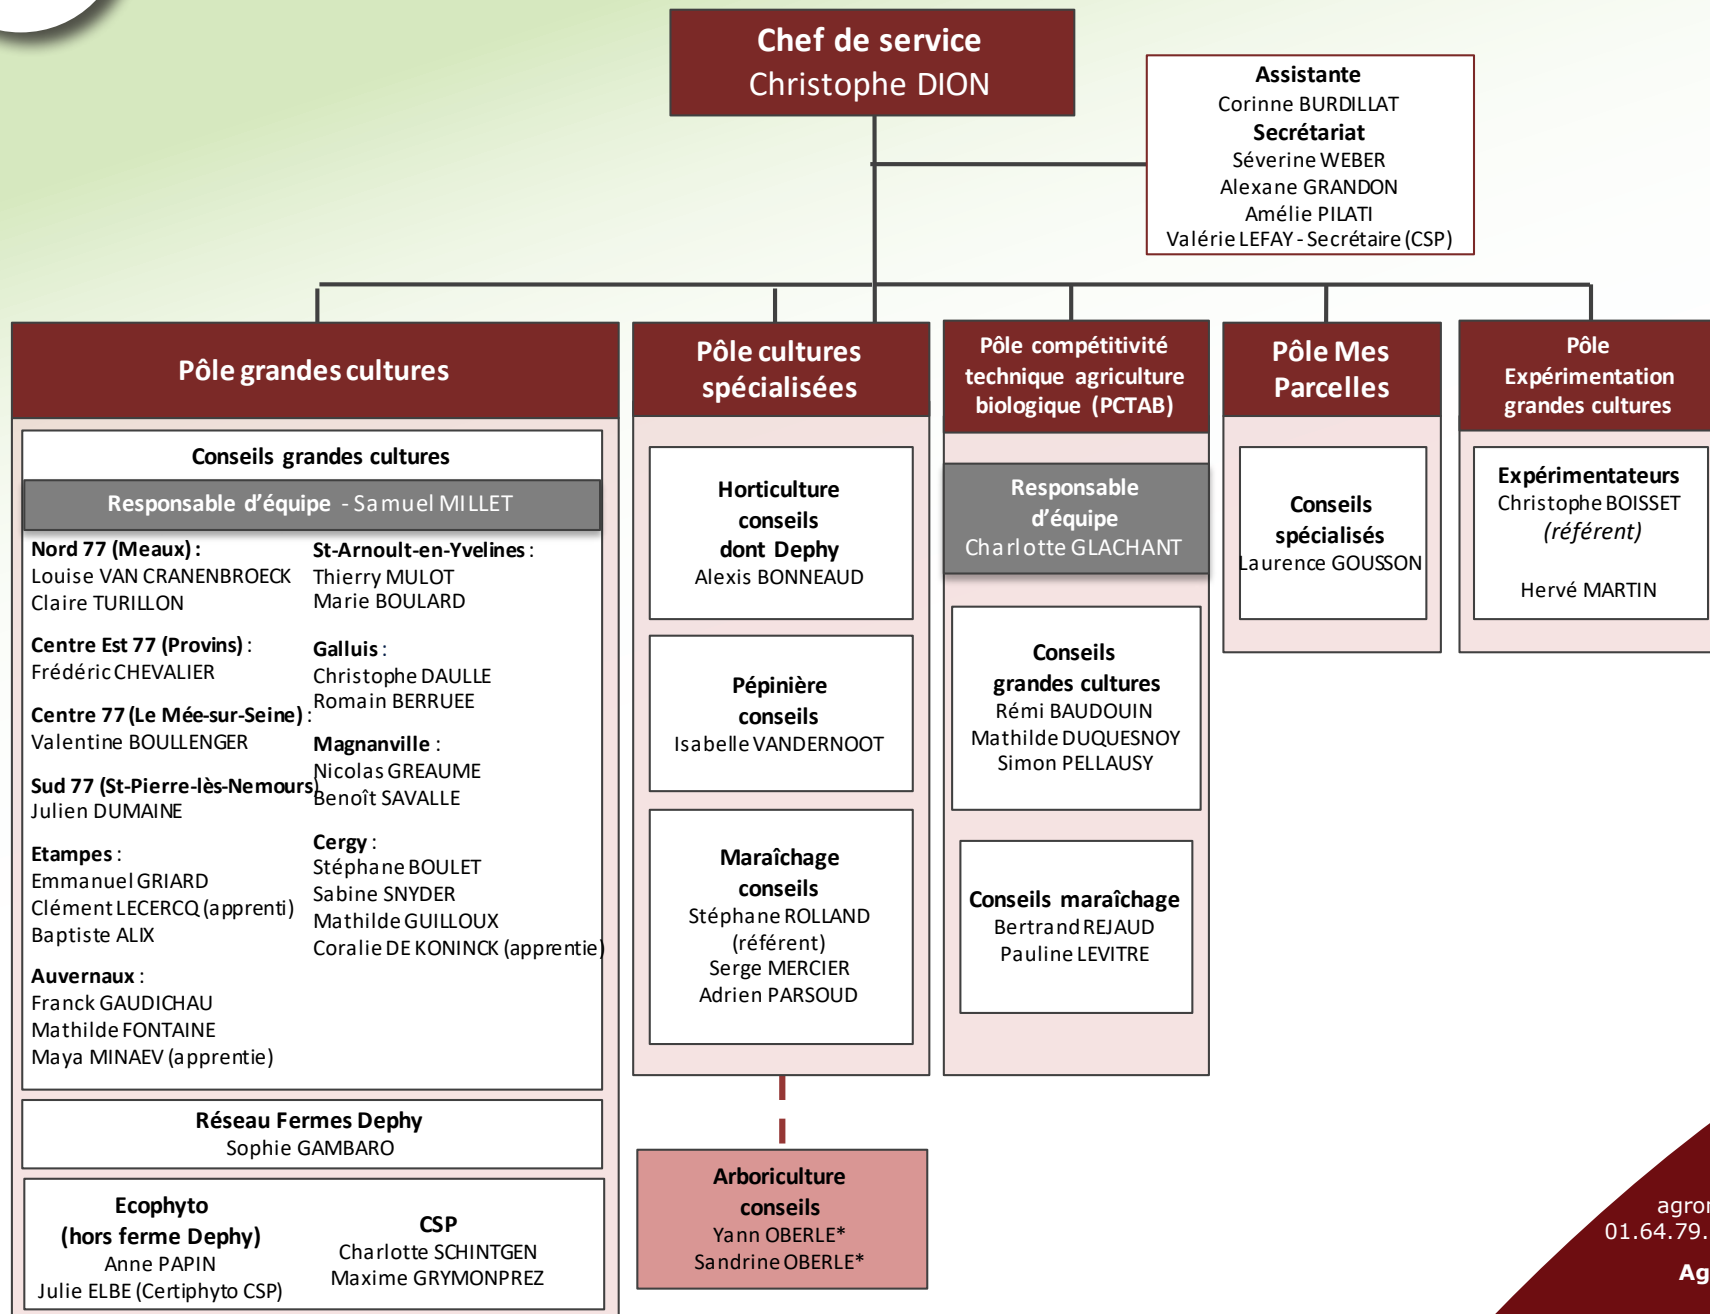 Chef de service
Christophe DION
Assistante
Corinne BURDILLAT
Secrétariat
Séverine WEBER
Alexane GRANDON
Amélie PILATI
Valérie LEFAY - Secrétaire (CSP)
Pôle grandes cultures
Conseils grandes cultures
Responsable d'équipe - Samuel MILLET
Nord 77 (Meaux) :
Louise VAN CRANENBROECK
Claire TURILLON
Centre Est 77 (Provins) :
Frédéric CHEVALIER
Centre 77 (Le Mée-sur-Seine) :
Valentine BOULLENGER
Sud 77 (St-Pierre-lès-Nemours)
Julien DUMAINE
Etampes :
Emmanuel GRIARD
Clément LECERCQ (apprenti)
Baptiste ALIX
Auvernaux :
Franck GAUDICHAU
Mathilde FONTAINE
Maya MINAEV (apprentie)
St-Arnoult-en-Yvelines :
Thierry MULOT
Marie BOULARD
Galluis :
Christophe DAULLE
Romain BERRUEE
Magnanville :
Nicolas GREAUME
Benoît SAVALLE
Cergy :
Stéphane BOULET
Sabine SNYDER
Mathilde GUILLOUX
Coralie DE KONINCK (apprentie)
Réseau Fermes Dephy
Sophie GAMBARO
Ecophyto
(hors ferme Dephy)
Anne PAPIN
Julie ELBE (Certiphyto CSP)
CSP
Charlotte SCHINTGEN
Maxime GRYMONPREZ
Pôle cultures
spécialisées
Horticulture
conseils
dont Dephy
Alexis BONNEAUD
Pépinière
conseils
Isabelle VANDERNOOT
Maraîchage
conseils
Stéphane ROLLAND
(référent)
Serge MERCIER
Adrien PARSOUD
Arboriculture
conseils
Yann OBERLE*
Sandrine OBERLE*
Pôle compétitivité
technique agriculture
biologique (PCTAB)
Responsable
d'équipe
Charlotte GLACHANT
Conseils
grandes cultures
Rémi BAUDOUIN
Mathilde DUQUESNOY
Simon PELLAUSY
Conseils maraîchage
Bertrand REJAUD
Pauline LEVITRE
Pôle Mes
Parcelles
Conseils
spécialisés
Laurence GOUSSON
Pôle
Expérimentation
grandes cultures
Expérimentateurs
Christophe BOISSET
(référent)
Hervé MARTIN
agror
01.64.79.
Ag